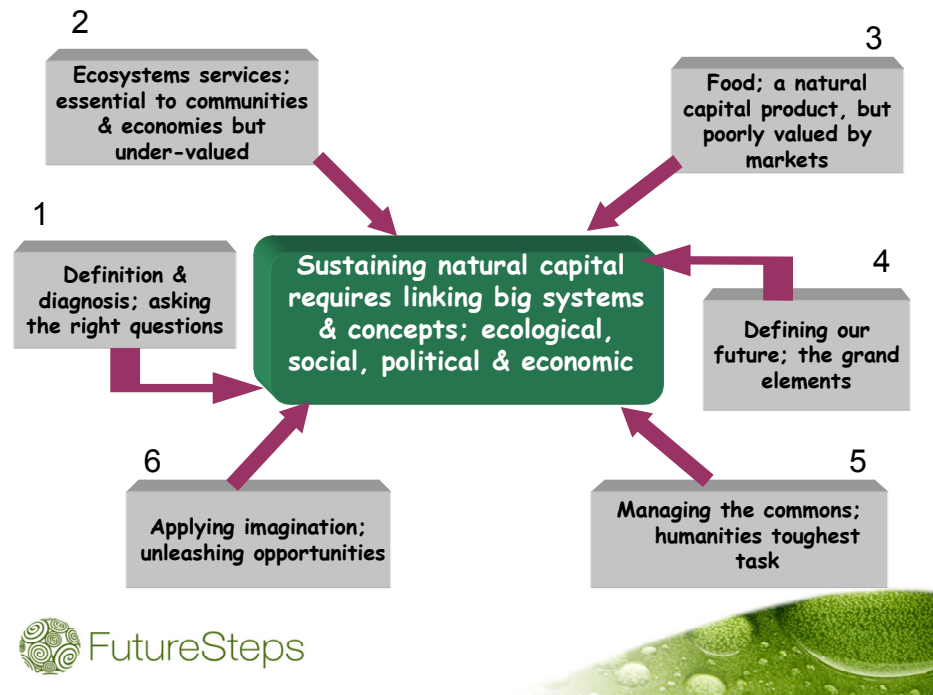 2
Ecosystems services;
essential to communities
& economies but
under-valued
3
Food; a natural
capital product, but
poorly valued by
markets
1
Definition &
diagnosis; asking
the right questions
Sustaining natural capital
requires linking big systems
& concepts; ecological,
social, political & economic
4
Defining our
future; the grand
elements
6
Applying imagination;
unleashing opportunities
5
Managing the commons;
humanities toughest
task
FutureSteps